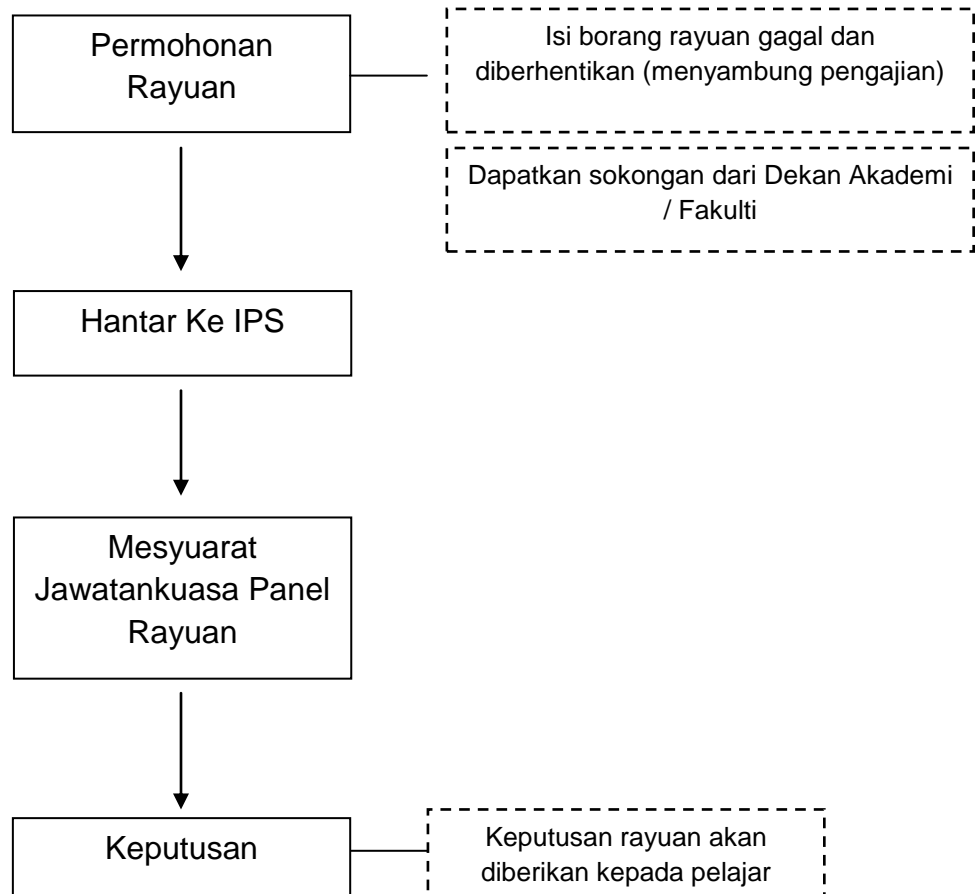 Permohonan
Rayuan
Isi borang rayuan gagal dan
diberhentikan (menyambung pengajian)
Dapatkan sokongan dari Dekan Akademi
/ Fakulti
Hantar Ke IPS
Mesyuarat
Jawatankuasa Panel
Rayuan
Keputusan
Keputusan rayuan akan
diberikan kepada pelajar